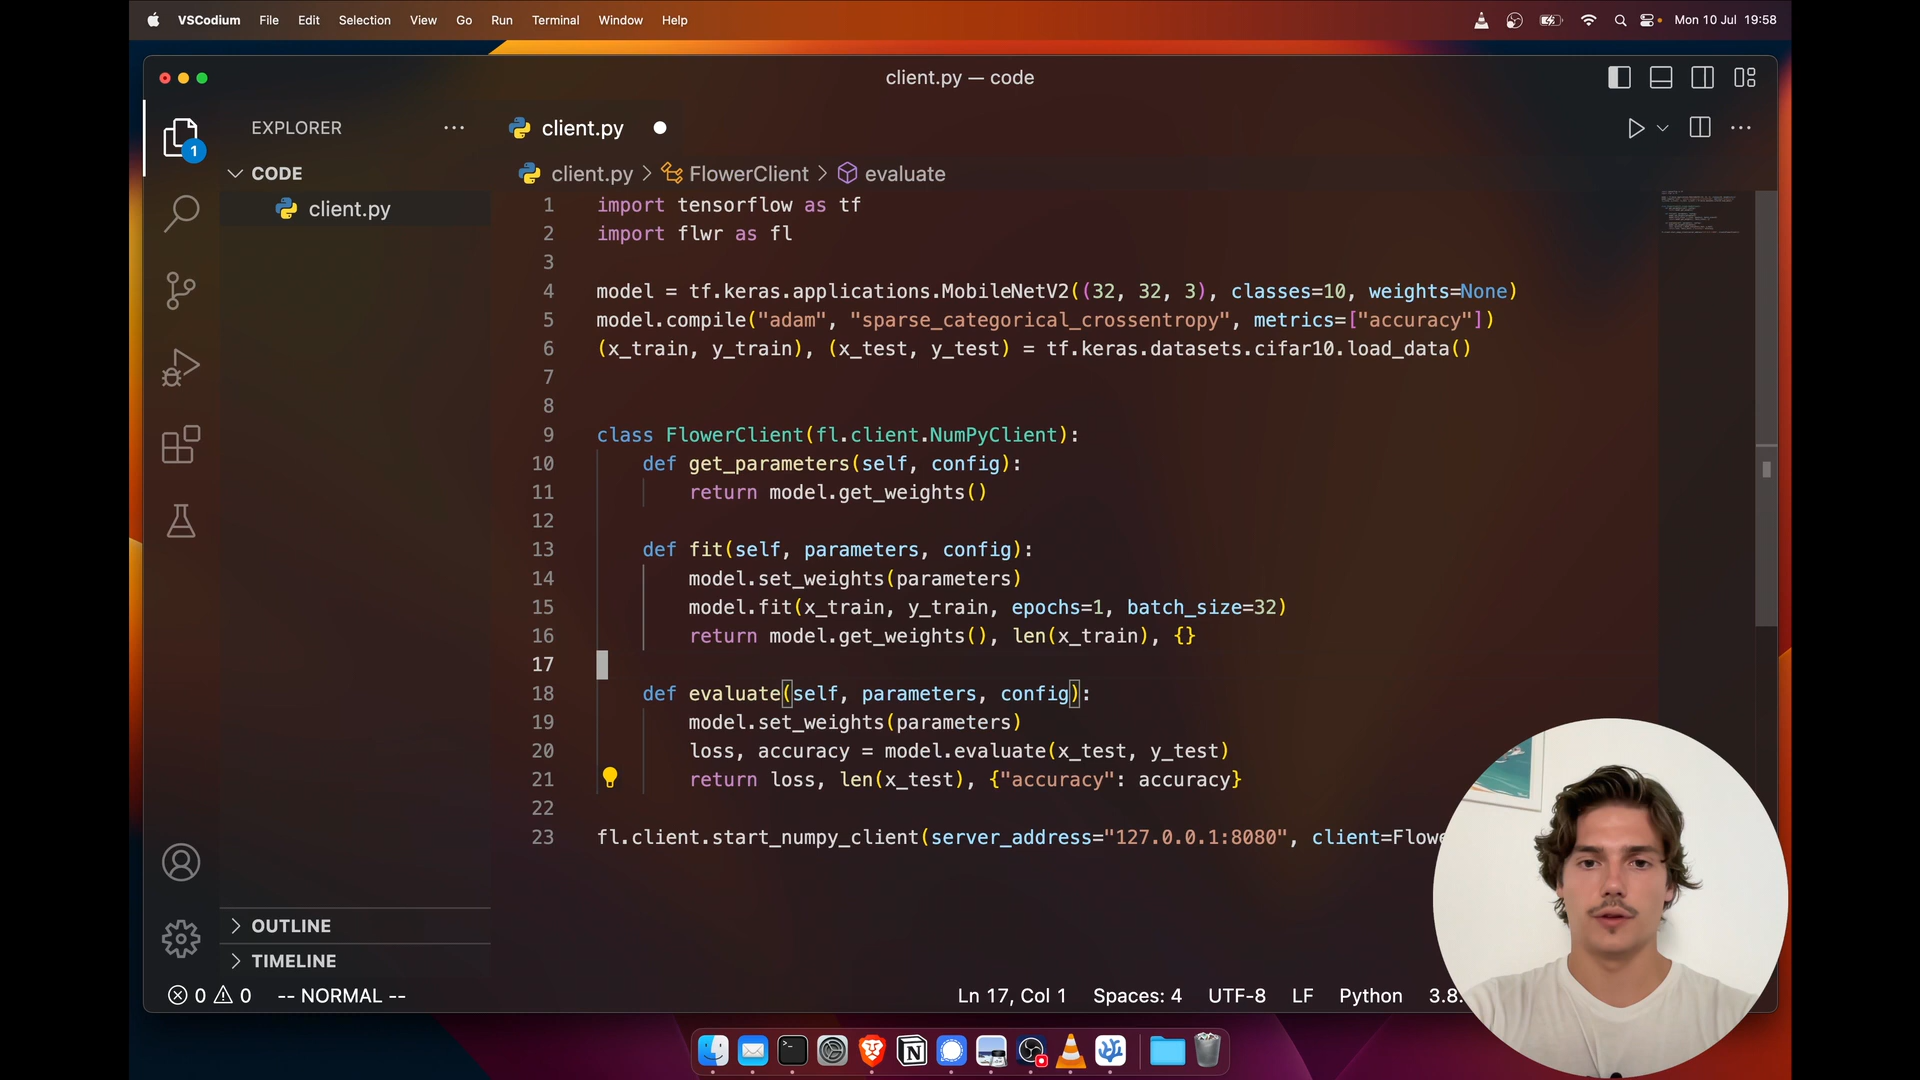 VSCodium File Edit Selection View Go Run Terminal Window Help Mon 10 Jul 19:58
client.py — code
EXPLORER
1
CODE
client.py
client.py
client.py > FlowerClient > evaluate
1 import tensorflow as tf
2 import flwr as fl
3
4 model = tf.keras.applications.MobileNetV2((32, 32, 3), classes=10, weights=None)
5 model.compile("adam", "sparse_categorical_crossentropy", metrics=["accuracy"])
6 (x_train, y_train), (x_test, y_test) = tf.keras.datasets.cifar10.load_data()
7
8
9 class FlowerClient(fl.client.NumPyClient):
10 def get_parameters(self, config):
11 return model.get_weights()
12
13 def fit(self, parameters, config):
14 model.set_weights(parameters)
15 model.fit(x_train, y_train, epochs=1, batch_size=32)
16 return model.get_weights(), len(x_train), {}
17
18 def evaluate(self, parameters, config):
19 model.set_weights(parameters)
20 loss, accuracy = model.evaluate(x_test, y_test)
21 return loss, len(x_test), {"accuracy": accuracy}
22
23 fl.client.start_numpy_client(server_address="127.0.0.1:8080", client=Flow
OUTLINE
TIMELINE
0 0 -- NORMAL -- Ln 17, Col 1 Spaces: 4 UTF-8 LF Python 3.8.